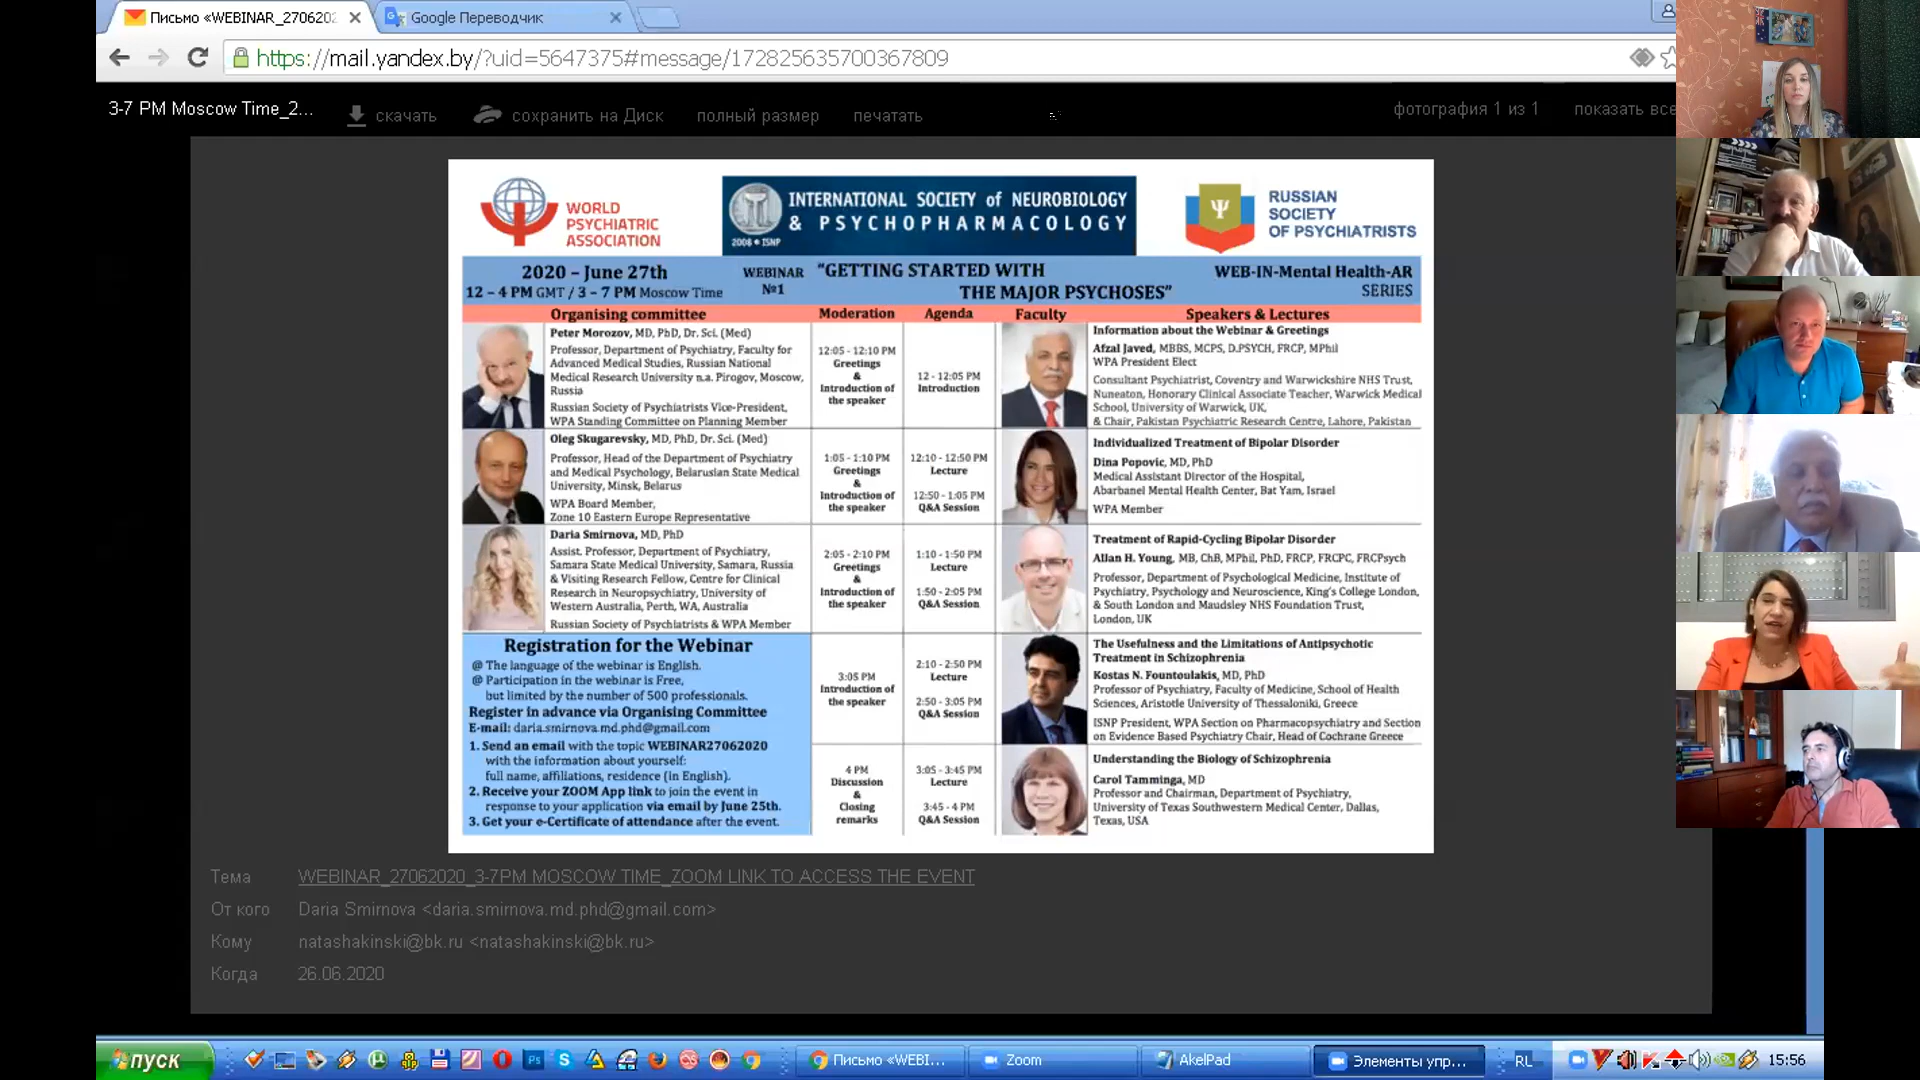 Письмо «WEBINAR_270620
Google Переводчик
https://mail.yandex.by/?uid=5647375#message/172825635700367809
3-7 PM Moscow Time_2...
скачать
сохранить на Диск
полный размер
печатать
фотография 1 из 1
показать все
WORLD
PSYCHIATRIC
ASSOCIATION
INTERNATIONAL SOCIETY of NEUROBIOLOGY
& PSYCHOPHARMACOLOGY
2008 • ISNP
RUSSIAN
SOCIETY
OF PSYCHIATRISTS
2020 – June 27th
12 – 4 PM GMT / 3 – 7 PM Moscow Time
WEBINAR
№1
"GETTING STARTED WITH
THE MAJOR PSYCHOSES"
WEB-IN-Mental Health-AR
SERIES
Organising committee
Moderation
Agenda
Faculty
Speakers & Lectures
Peter Morozov, MD, PhD, Dr. Sci. (Med)
Professor, Department of Psychiatry, Faculty for
Advanced Medical Studies, Russian National
Medical Research University n.a. Pirogov, Moscow,
Russia
Russian Society of Psychiatrists Vice-President,
WPA Standing Committee on Planning Member
12:05 - 12:10 PM
Greetings
&
Introduction of
the speaker
12 - 12:05 PM
Introduction
Information about the Webinar & Greetings
Afzal Javed, MBBS, MCPS, D.PSYCH, FRCP, MPhil
WPA President Elect
Consultant Psychiatrist, Coventry and Warwickshire NHS Trust,
Nuneaton, Honorary Clinical Associate Teacher, Warwick Medical
School, University of Warwick, UK,
& Chair, Pakistan Psychiatric Research Centre, Lahore, Pakistan
Oleg Skugarevsky, MD, PhD, Dr. Sci. (Med)
Professor, Head of the Department of Psychiatry
and Medical Psychology, Belarusian State Medical
University, Minsk, Belarus
WPA Board Member,
Zone 10 Eastern Europe Representative
1:05 - 1:10 PM
Greetings
&
Introduction of
the speaker
12:10 - 12:50 PM
Lecture
12:50 - 1:05 PM
Q&A Session
Individualized Treatment of Bipolar Disorder
Dina Popovic, MD, PhD
Medical Assistant Director of the Hospital,
Abarbanel Mental Health Center, Bat Yam, Israel
WPA Member
Daria Smirnova, MD, PhD
Assist. Professor, Department of Psychiatry,
Samara State Medical University, Samara, Russia
& Visiting Research Fellow, Centre for Clinical
Research in Neuropsychiatry, University of
Western Australia, Perth, WA, Australia
Russian Society of Psychiatrists & WPA Member
2:05 - 2:10 PM
Greetings
&
Introduction of
the speaker
1:10 - 1:50 PM
Lecture
1:50 - 2:05 PM
Q&A Session
Treatment of Rapid-Cycling Bipolar Disorder
Allan H. Young, MB, ChB, MPhil, PhD, FRCP, FRCPC, FRCPsych
Professor, Department of Psychological Medicine, Institute of
Psychiatry, Psychology and Neuroscience, King's College London,
& South London and Maudsley NHS Foundation Trust,
London, UK
Registration for the Webinar
@ The language of the webinar is English.
@ Participation in the webinar is Free,
but limited by the number of 500 professionals.
Register in advance via Organising Committee
E-mail: daria.smirnova.md.phd@gmail.com
1. Send an email with the topic WEBINAR27062020
with the information about yourself:
full name, affiliations, residence (in English).
2. Receive your ZOOM App link to join the event in
response to your application via email by June 25th.
3. Get your e-Certificate of attendance after the event.
3:05 PM
Introduction of
the speaker
2:10 - 2:50 PM
Lecture
2:50 - 3:05 PM
Q&A Session
The Usefulness and the Limitations of Antipsychotic
Treatment in Schizophrenia
Kostas N. Fountoulakis, MD, PhD
Professor of Psychiatry, Faculty of Medicine, School of Health
Sciences, Aristotle University of Thessaloniki, Greece
ISNP President, WPA Section on Pharmacopsychiatry and Section
on Evidence Based Psychiatry Chair, Head of Cochrane Greece
4 PM
Discussion
&
Closing
remarks
3:05 - 3:45 PM
Lecture
3:45 - 4 PM
Q&A Session
Understanding the Biology of Schizophrenia
Carol Tamminga, MD
Professor and Chairman, Department of Psychiatry,
University of Texas Southwestern Medical Center, Dallas,
Texas, USA
Тема WEBINAR_27062020_3-7PM MOSCOW TIME_ZOOM LINK TO ACCESS THE EVENT
От кого Daria Smirnova <daria.smirnova.md.phd@gmail.com>
Кому natashakinski@bk.ru <natashakinski@bk.ru>
Когда 26.06.2020
пуск
Письмо «WEBI...
Zoom
AkelPad
Элементы упр...
RL
15:56